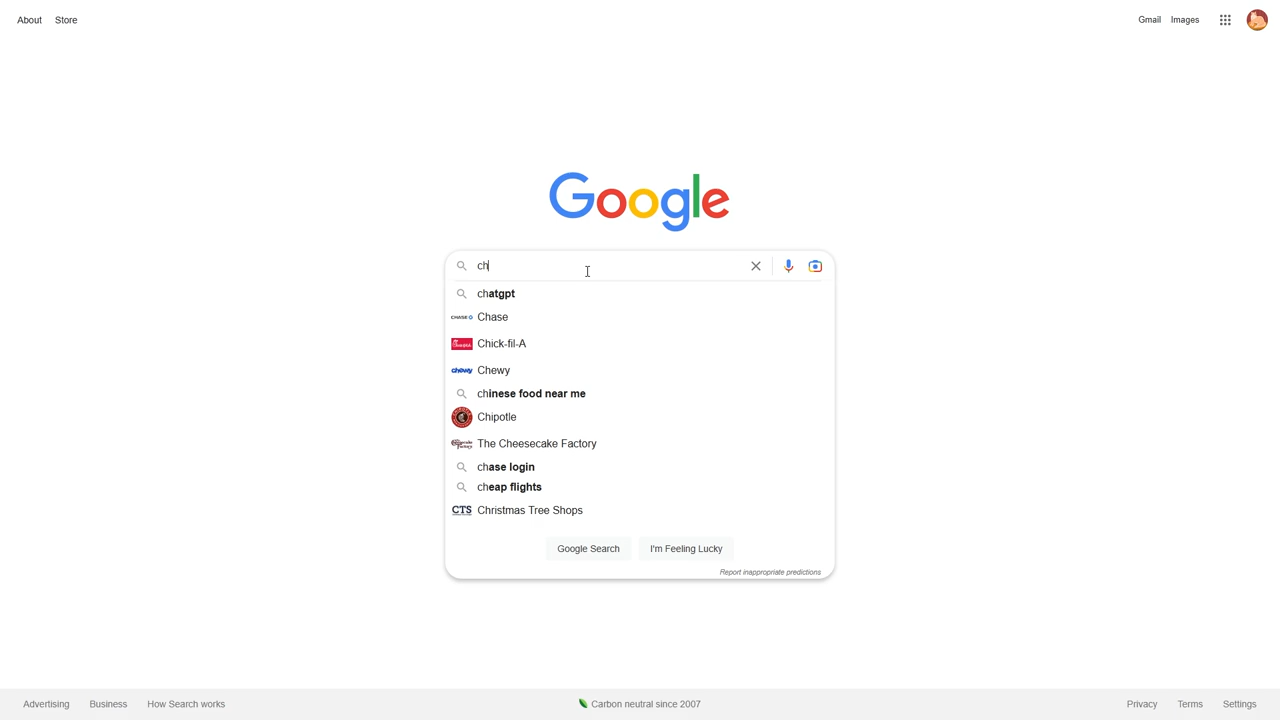 About Store
Gmail Images
Google
ch
chatgpt
CHASE Chase
Chick-fil-A
chewy Chewy
chinese food near me
Chipotle
The Cheesecake Factory
chase login
cheap flights
CTS Christmas Tree Shops
Google Search I'm Feeling Lucky
Report inappropriate predictions
Advertising Business How Search works Carbon neutral since 2007 Privacy Terms Settings